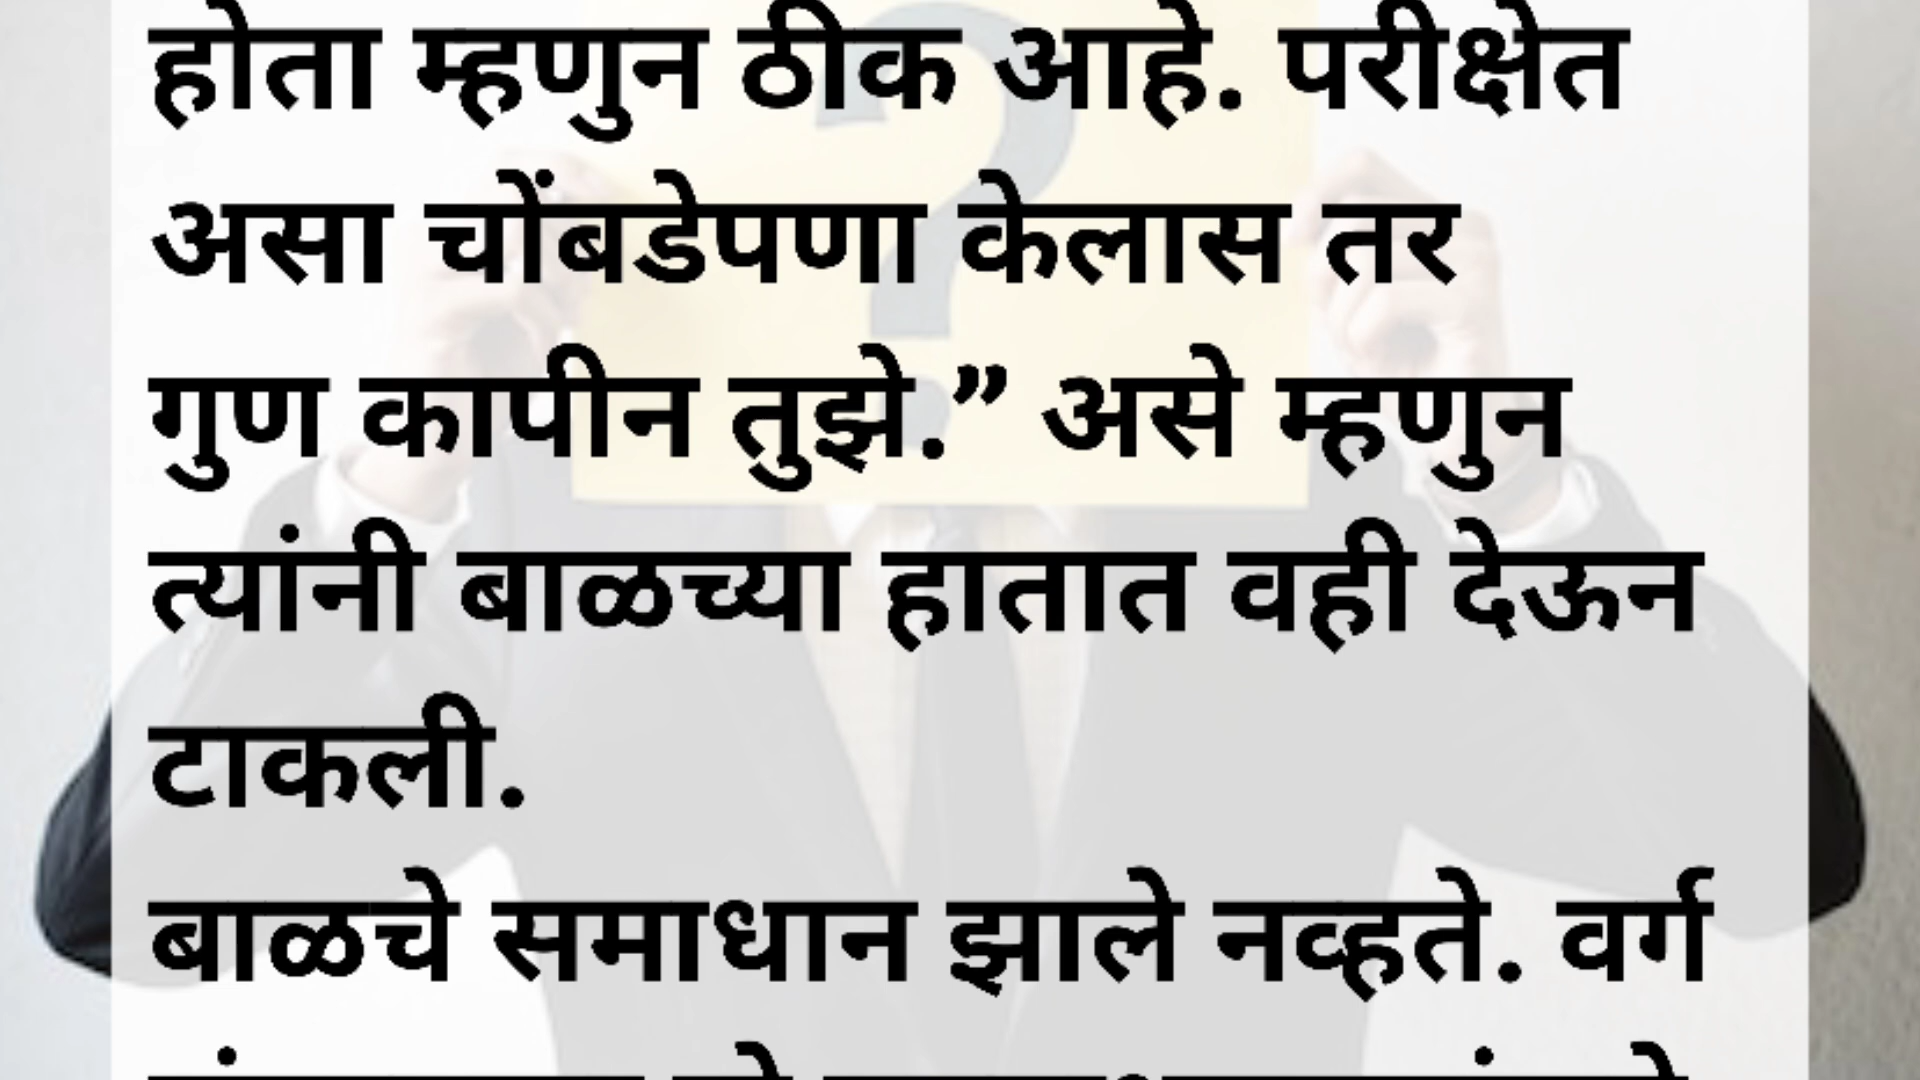 होता म्हणुन ठीक आहे. परीक्षेत
असा चोंबडेपणा केलास तर
गुण कापीन तुझे.” असे म्हणुन
त्यांनी बाळच्या हातात वही देऊन
टाकली.
बाळचे समाधान झाले नव्हते. वर्ग